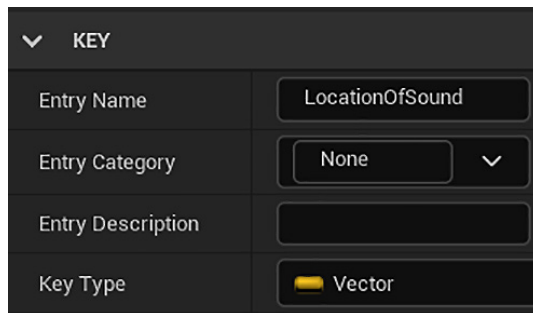 KEY
Entry Name LocationOfSound
Entry Category None
Entry Description
Key Type Vector